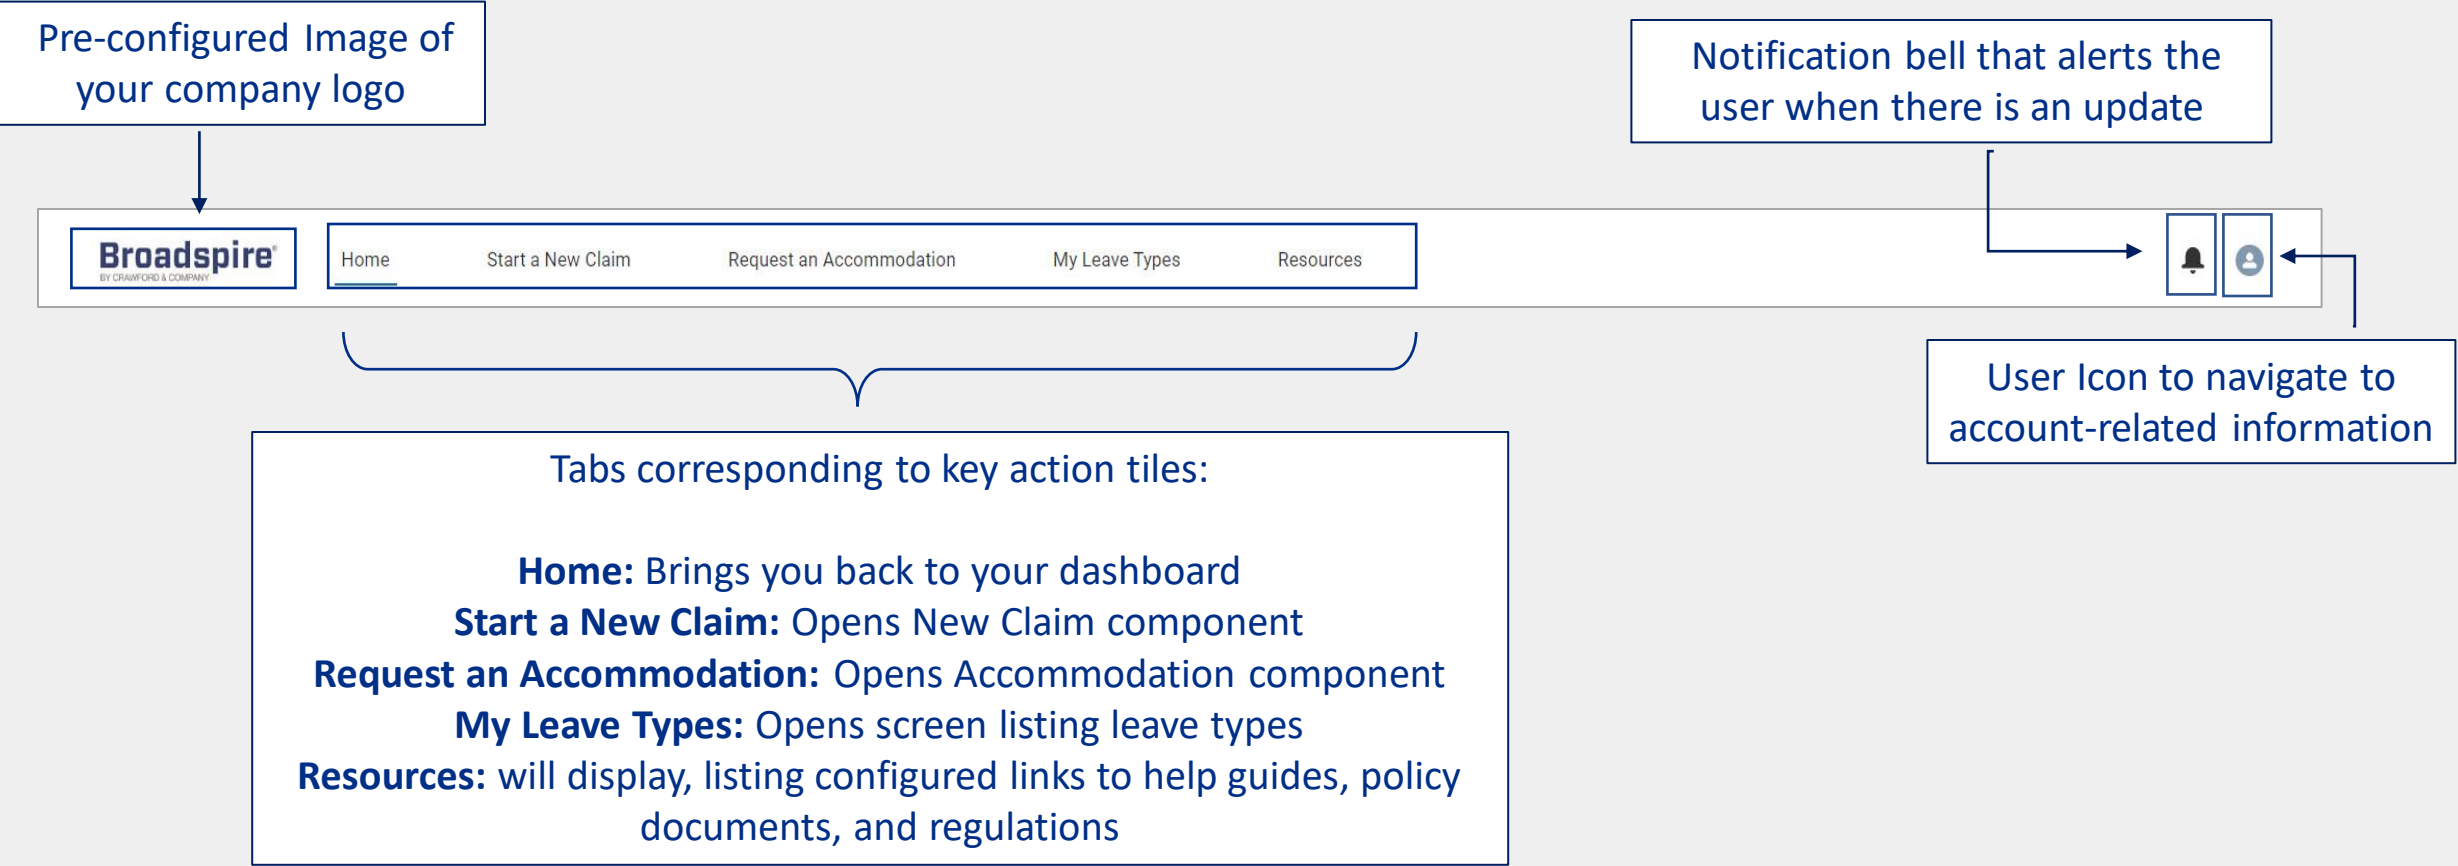 Pre-configured Image of
your company logo
Notification bell that alerts the
user when there is an update
Broadspire®
BY CRAWFORD & COMPANY
Home
Start a New Claim
Request an Accommodation
My Leave Types
Resources
User Icon to navigate to
account-related information
Tabs corresponding to key action tiles:
Home: Brings you back to your dashboard
Start a New Claim: Opens New Claim component
Request an Accommodation: Opens Accommodation component
My Leave Types: Opens screen listing leave types
Resources: will display, listing configured links to help guides, policy
documents, and regulations